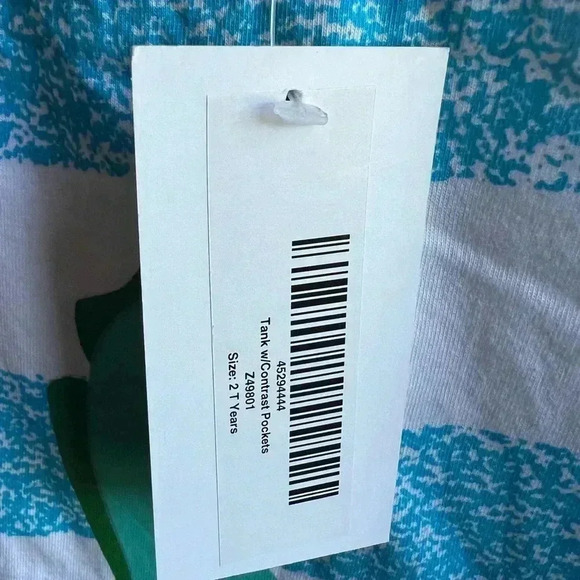 45294444
Tank w/Contrast Pockets
Z49801
Size: 2 T Years